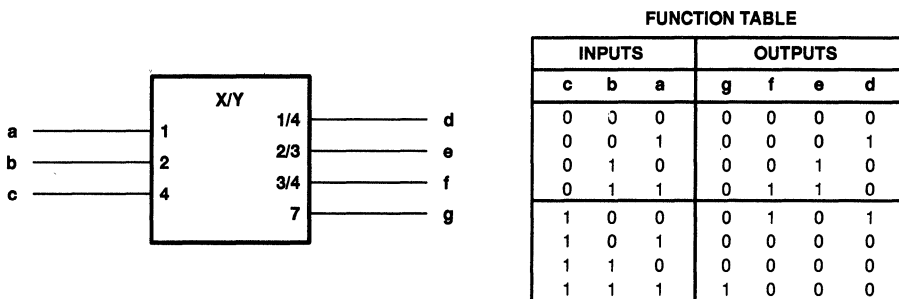 X/Y
a 1 1/4 d
b 2 2/3 e
c 4 3/4 f
7 g
FUNCTION TABLE
INPUTS OUTPUTS
c b a g f e d
0 0 0 0 0 0 0
0 0 1 0 0 0 1
0 1 0 0 0 1 0
0 1 1 0 1 1 0
1 0 0 0 1 0 1
1 0 1 0 0 0 0
1 1 0 0 0 0 0
1 1 1 1 0 0 0